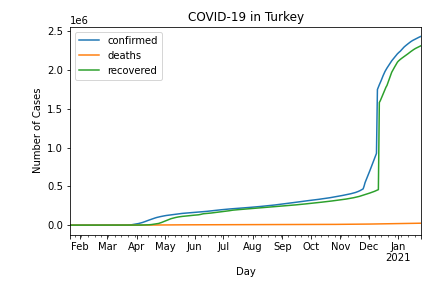 COVID-19 in Turkey
1e6
confirmed
deaths
recovered
Number of Cases
2.5
2.0
1.5
1.0
0.5
0.0
Feb Mar Apr May Jun Jul Aug Sep Oct Nov Dec Jan
2021
Day